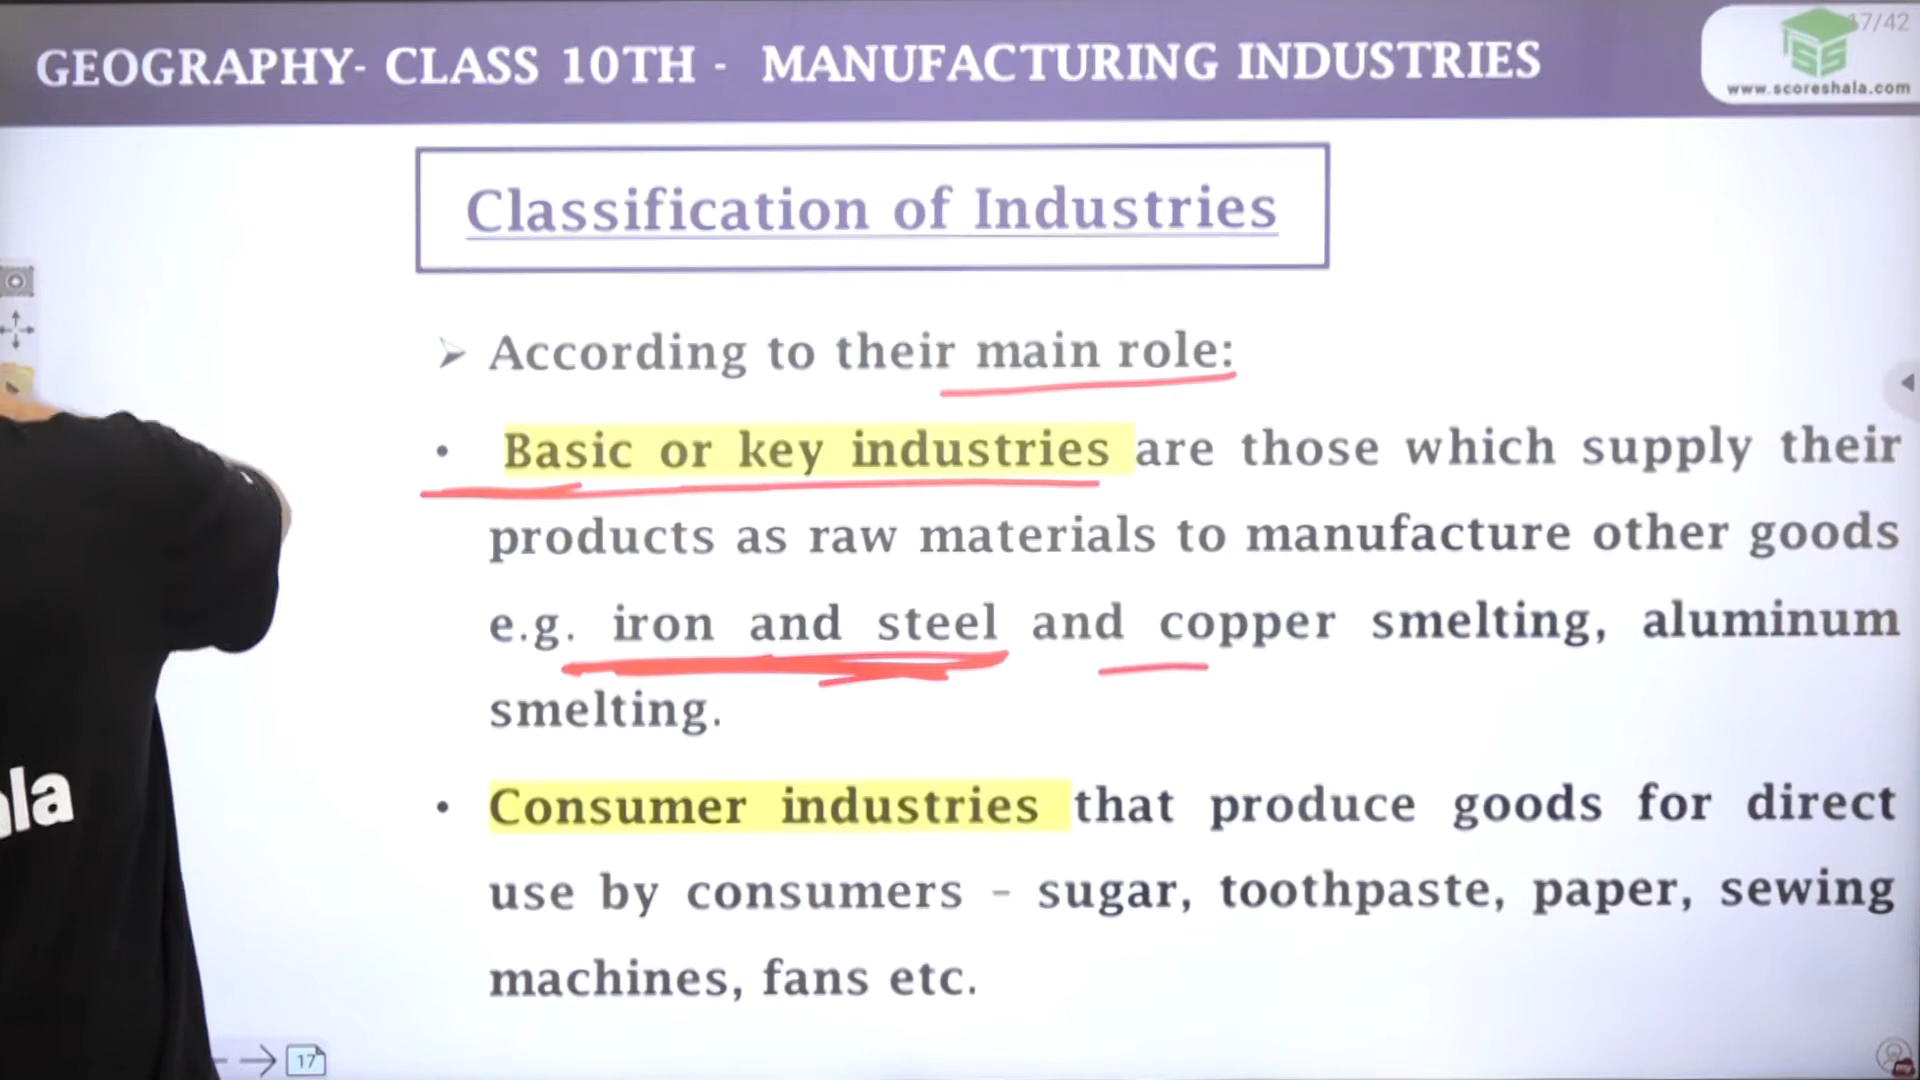 GEOGRAPHY- CLASS 10TH - MANUFACTURING INDUSTRIES
17/42
www.scoreshala.com
Classification of Industries
➢ According to their main role:
• Basic or key industries are those which supply their
products as raw materials to manufacture other goods
e.g. iron and steel and copper smelting, aluminum
smelting.
• Consumer industries that produce goods for direct
use by consumers – sugar, toothpaste, paper, sewing
machines, fans etc.
ala
17